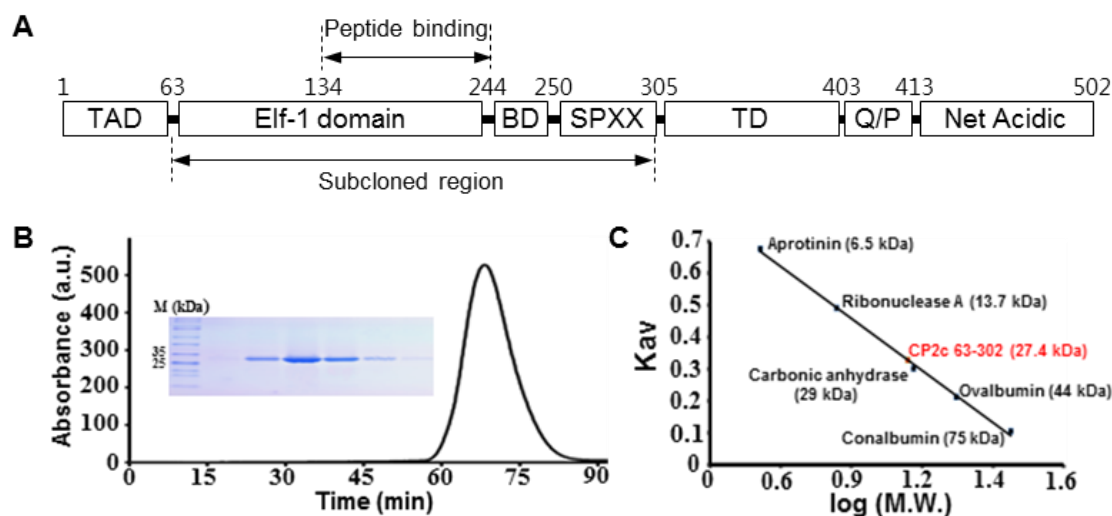 A
Peptide binding
1 63 134 244 250 305 403 413 502
TAD Elf-1 domain BD SPXX TD Q/P Net Acidic
Subcloned region
B
Absorbance (a.u.)
500
400
300
200
100
0
M (kDa)
35
25
0 15 30 45 60 75 90
Time (min)
C
Kav
0.7
0.6
0.5
0.4
0.3
0.2
0.1
0
Aprotinin (6.5 kDa)
Ribonuclease A (13.7 kDa)
CP2c 63-302 (27.4 kDa)
Carbonic anhydrase
(29 kDa)
Ovalbumin (44 kDa)
Conalbumin (75 kDa)
0 0.6 0.9 1.2 1.4 1.6
log (M.W.)